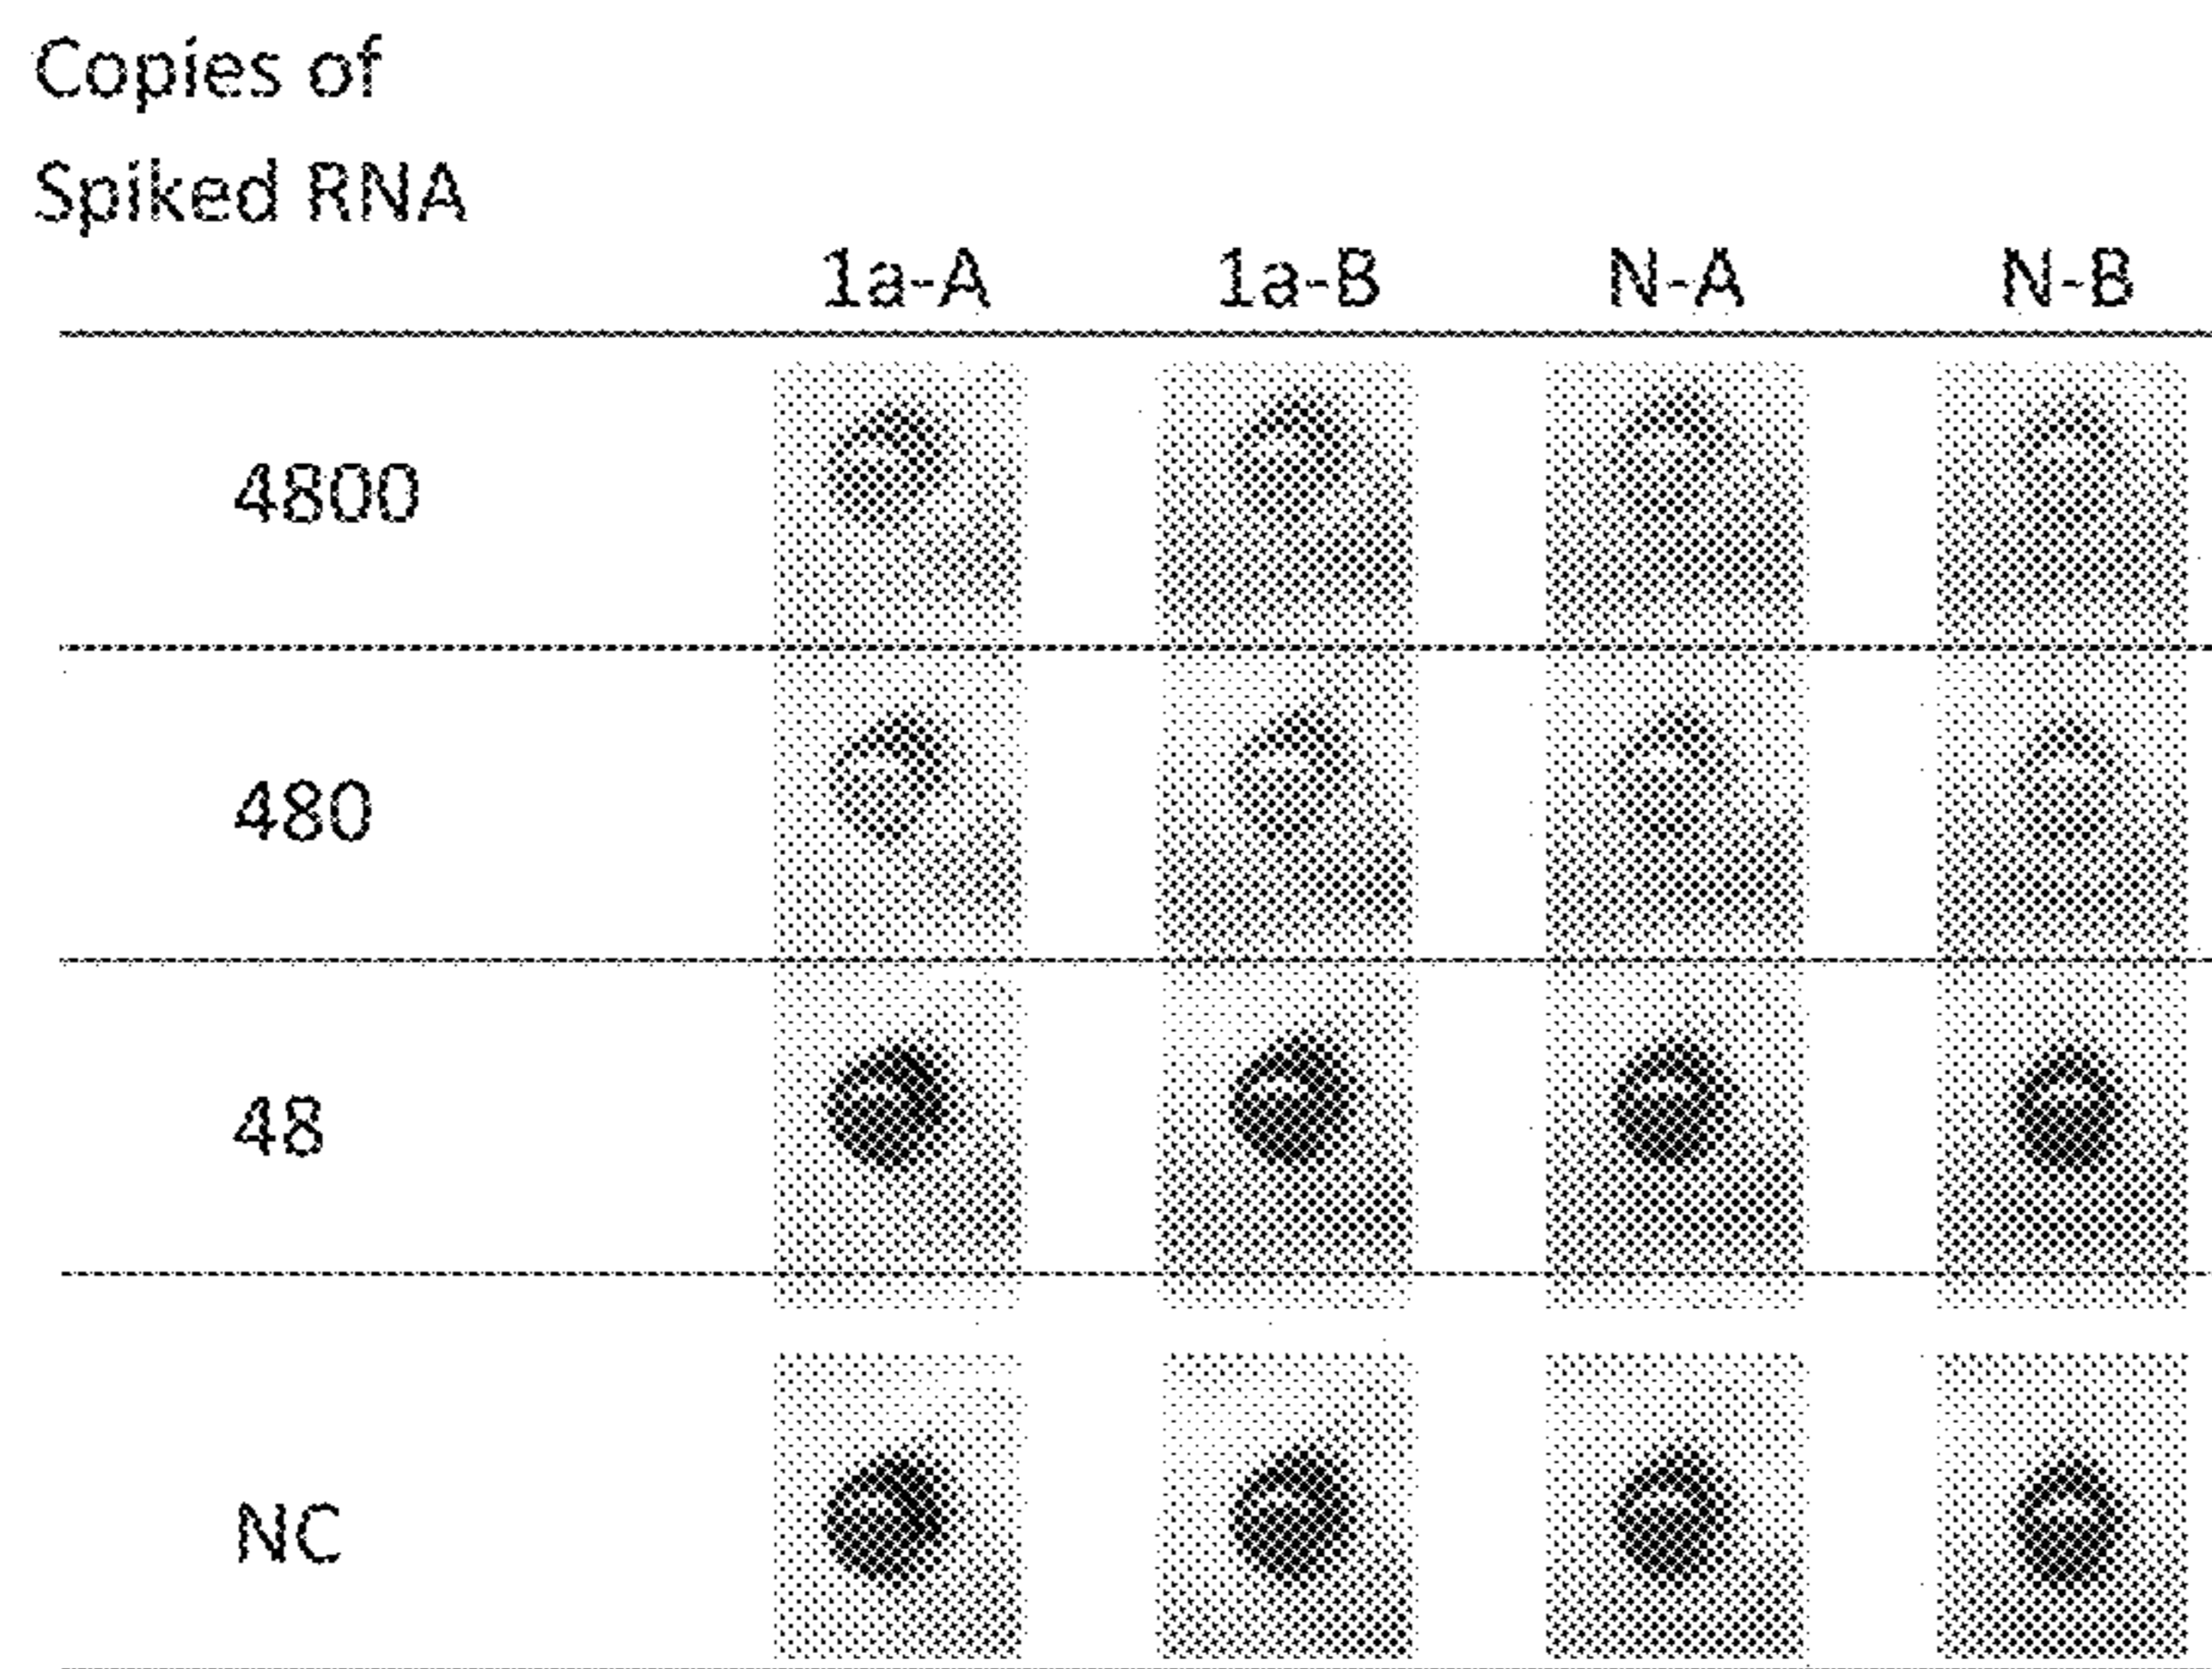 Copies of
Spiked RNA
1a-A 1a-B N-A N-B
4800
480
48
NC